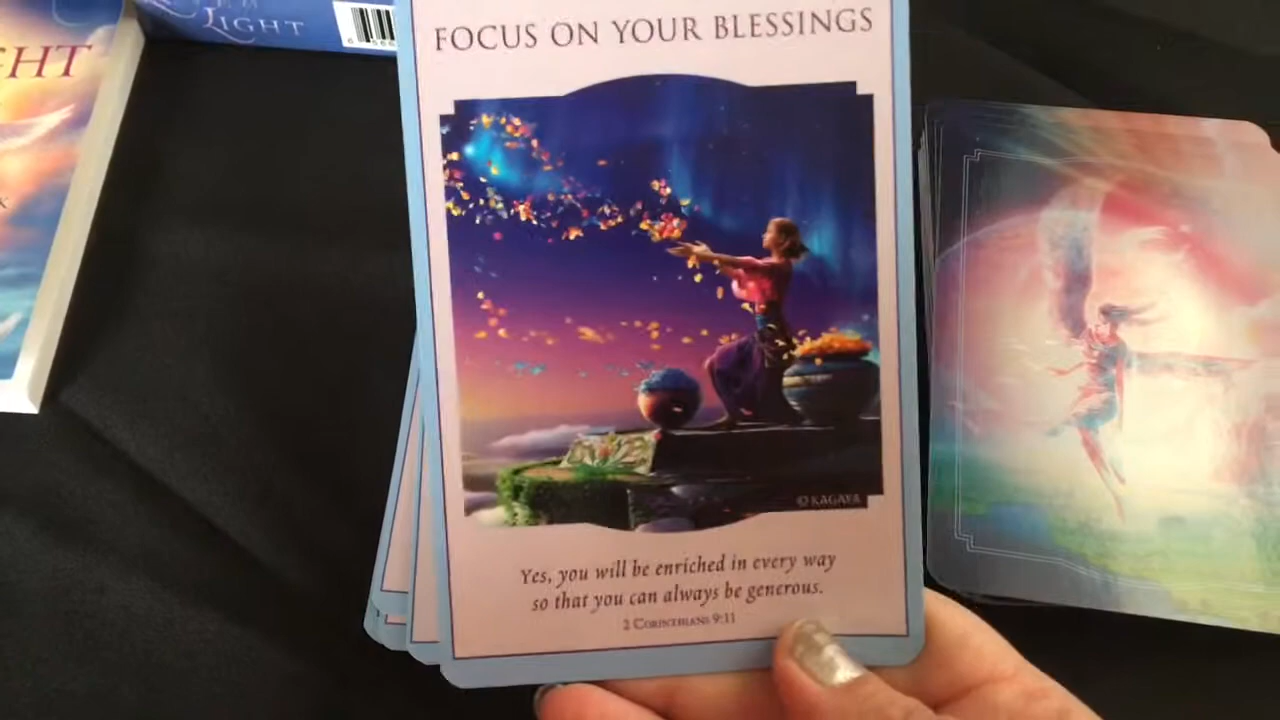 LIGHT
GHT
FOCUS ON YOUR BLESSINGS
© KAGAYA
Yes, you will be enriched in every way
so that you can always be generous.
2 CORINTHIANS 9:11